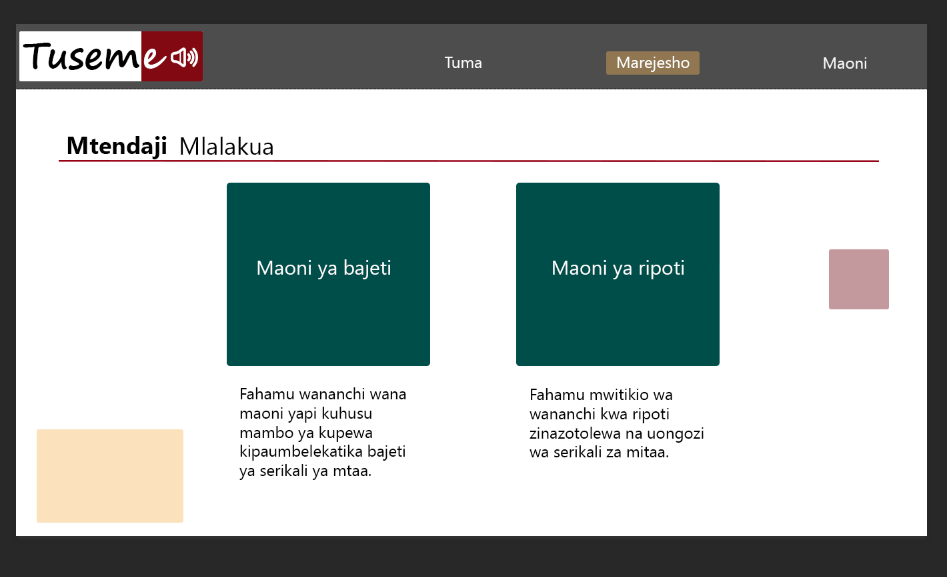 Tuseme
Tuma
Marejesho
Maoni
Mtendaji Mlalakua
Maoni ya bajeti
Maoni ya ripoti
Fahamu wananchi wana
maoni yapi kuhusu
mambo ya kupewa
kipaumbelekatika bajeti
ya serikali ya mtaa.
Fahamu mwitikio wa
wananchi kwa ripoti
zinazotolewa na uongozi
wa serikali za mitaa.